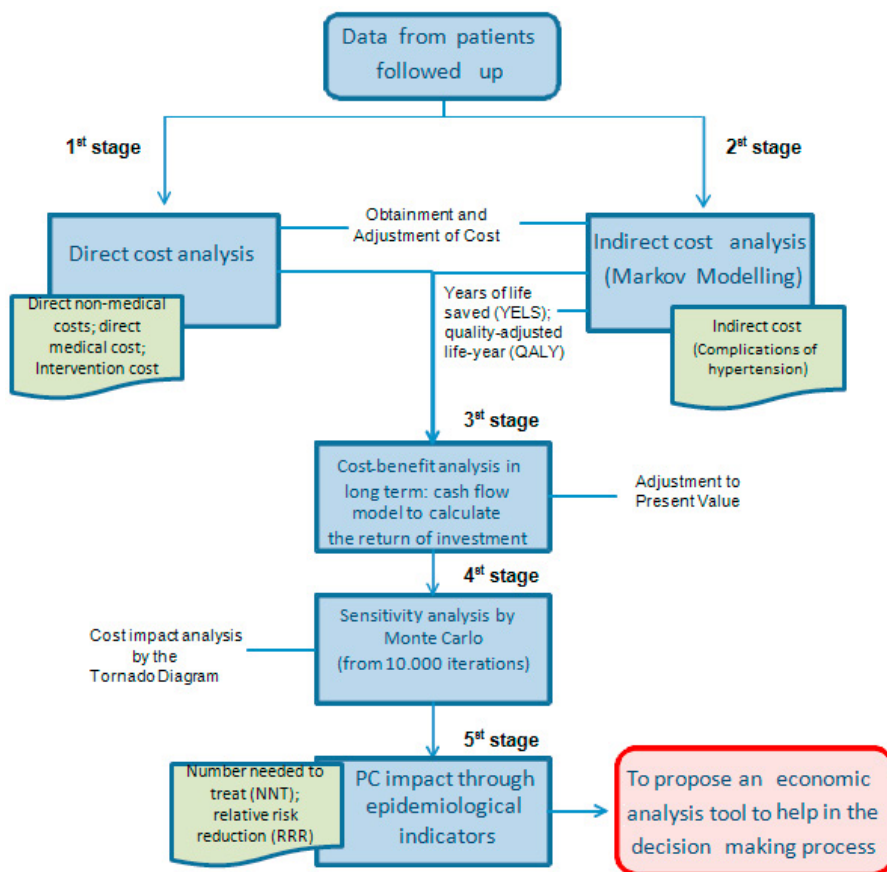 Data from patients
followed up
1st stage
2st stage
Direct cost analysis
Obtainment and
Adjustment of Cost
Indirect cost analysis
(Markov Modelling)
Direct non-medical
costs; direct
medical cost;
Intervention cost
Years of life
saved (YELS);
quality-adjusted
life-year (QALY)
Indirect cost
(Complications of
hypertension)
3st stage
Cost-benefit analysis in
long term: cash flow
model to calculate
the return of investment
Adjustment to
Present Value
4st stage
Cost impact analysis
by the
Tornado Diagram
Sensitivity analysis by
Monte Carlo
(from 10.000 iterations)
5st stage
Number needed to
treat (NNT);
relative risk
reduction (RRR)
PC impact through
epidemiological
indicators
To propose an economic
analysis tool to help in the
decision making process